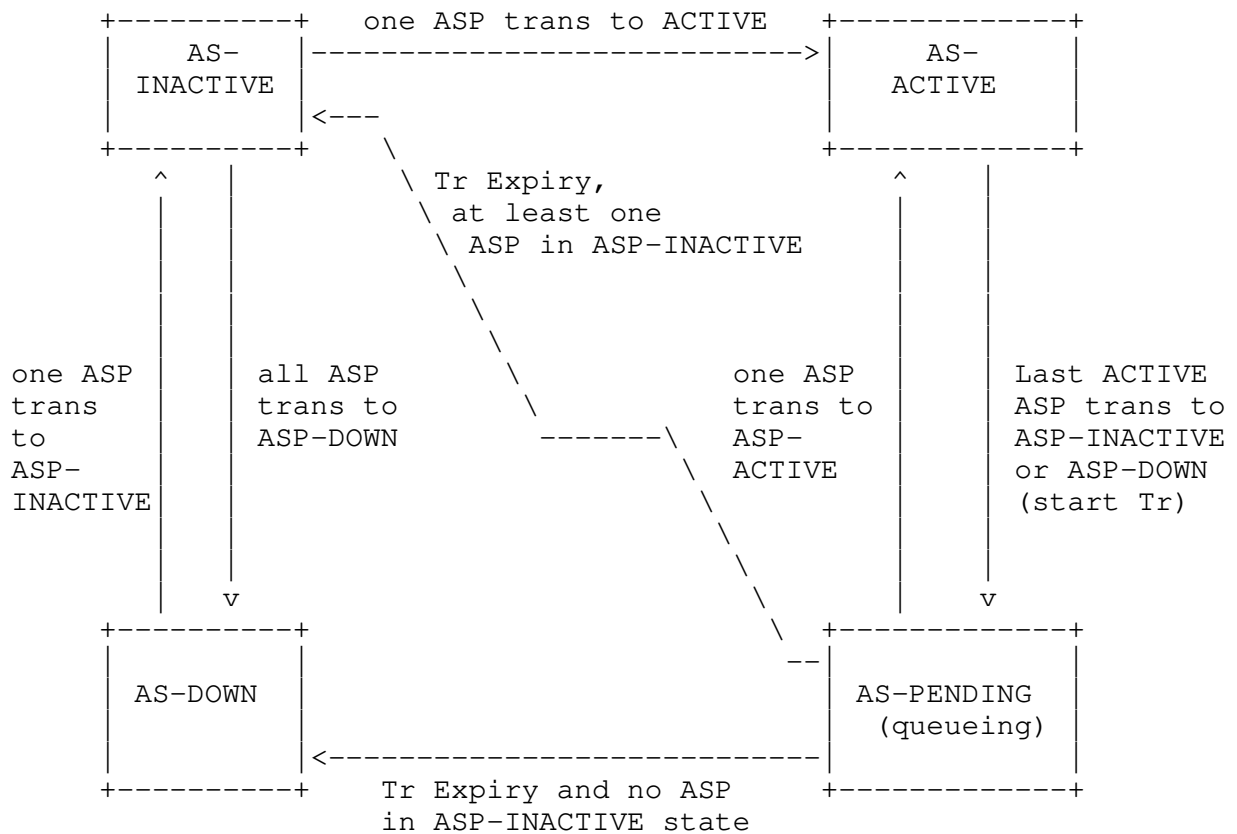 one ASP trans to ACTIVE
AS-
INACTIVE
AS-
ACTIVE
Tr Expiry,
at least one
ASP in ASP-INACTIVE
one ASP
trans
to
ASP-
INACTIVE
all ASP
trans to
ASP-DOWN
one ASP
trans to
ASP-
ACTIVE
Last ACTIVE
ASP trans to
ASP-INACTIVE
or ASP-DOWN
(start Tr)
AS-DOWN
AS-PENDING
(queueing)
Tr Expiry and no ASP
in ASP-INACTIVE state